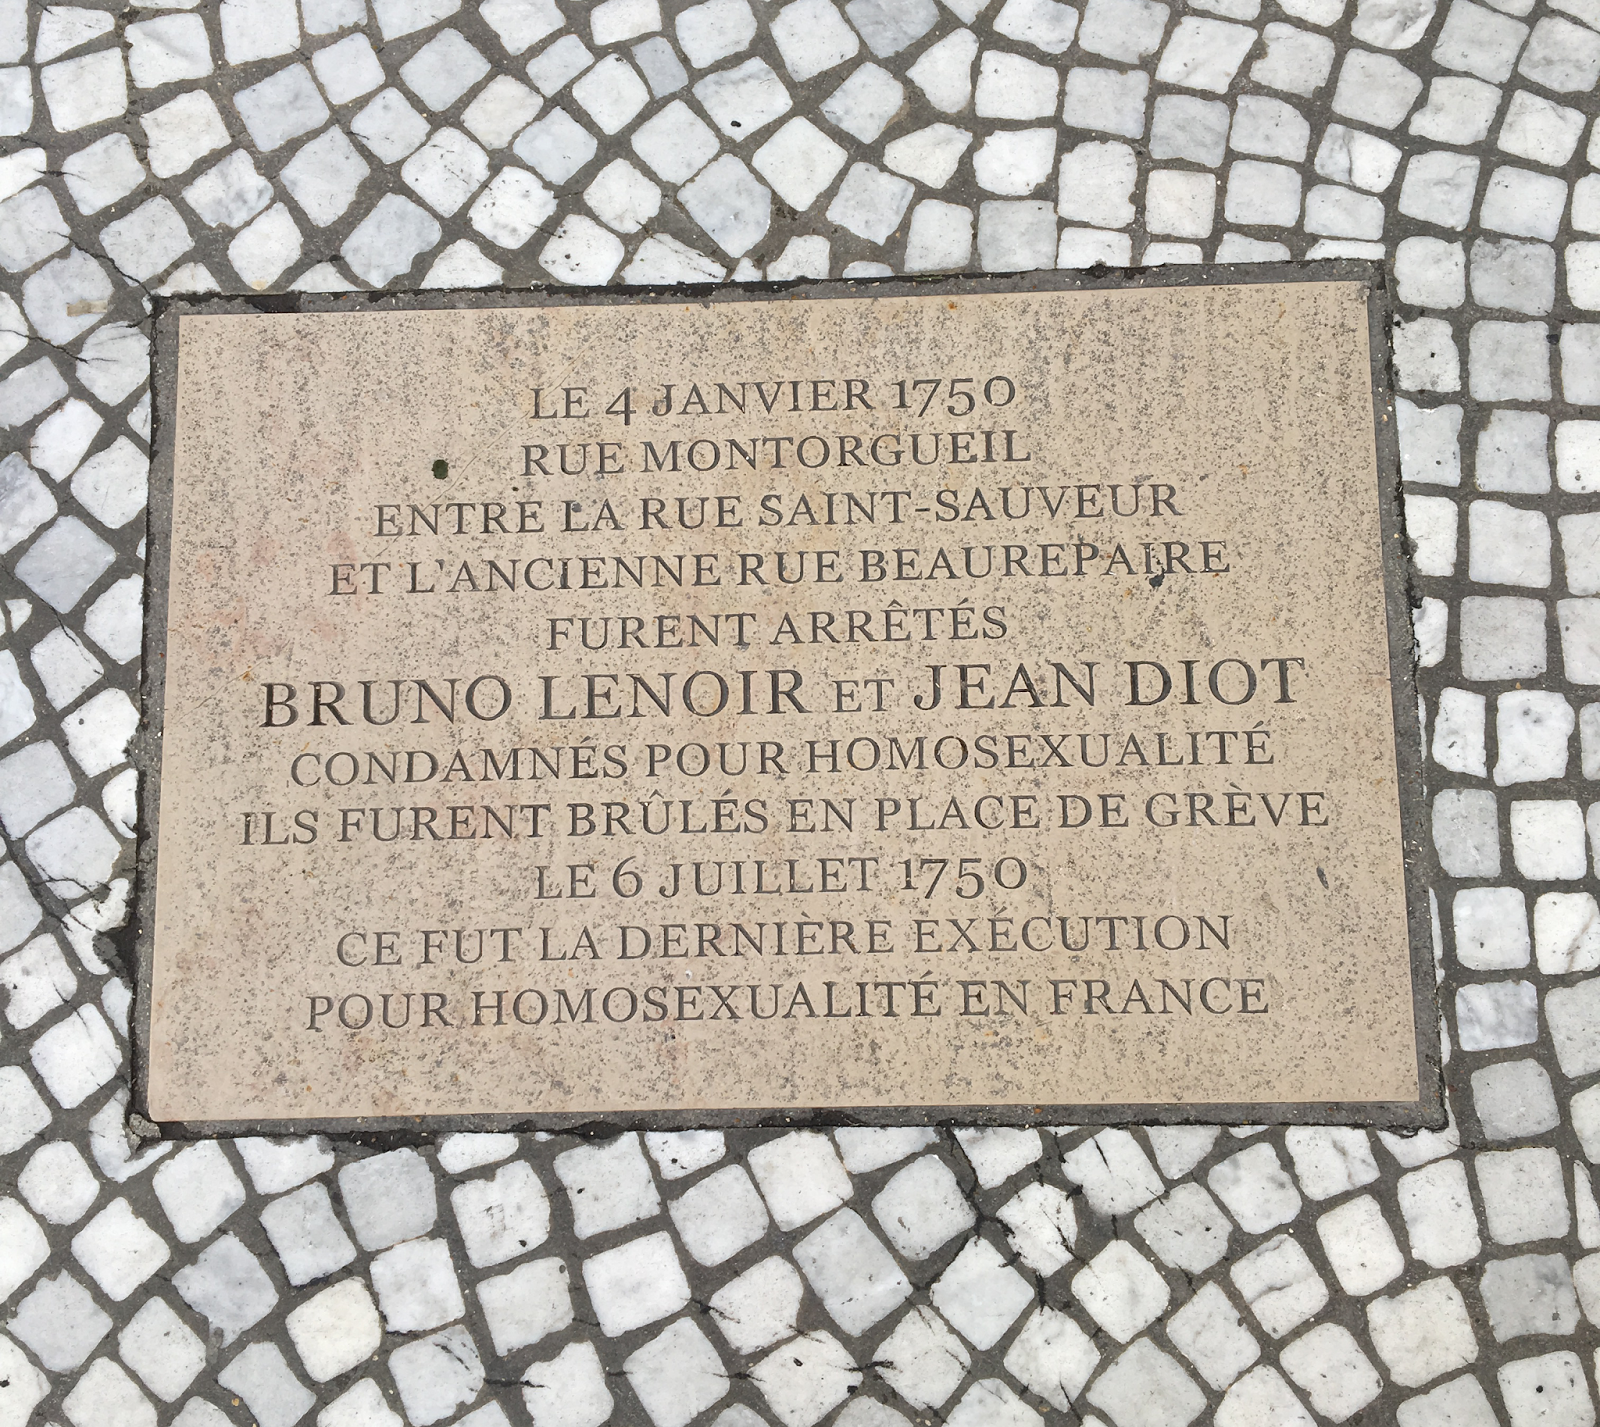 LE 4 JANVIER 1750
RUE MONTORGUEIL
ENTRE LA RUE SAINT-SAUVEUR
ET L'ANCIENNE RUE BEAUREPAIRE
FURENT ARRÊTÉS
BRUNO LENOIR ET JEAN DIOT
CONDAMNÉS POUR HOMOSEXUALITÉ
ILS FURENT BRÛLÉS EN PLACE DE GRÈVE
LE 6 JUILLET 1750
CE FUT LA DERNIÈRE EXÉCUTION
POUR HOMOSEXUALITÉ EN FRANCE